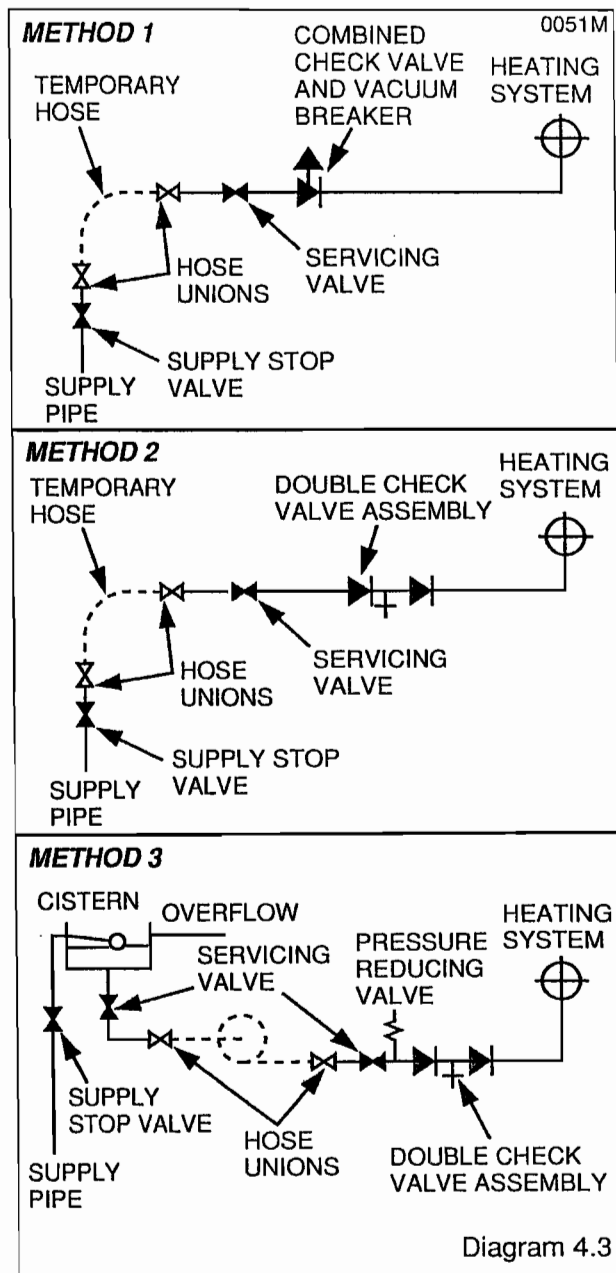 METHOD 1
0051M
TEMPORARY
HOSE
COMBINED
CHECK VALVE
AND VACUUM
BREAKER
HEATING
SYSTEM
HOSE
UNIONS
SERVICING
VALVE
SUPPLY STOP
VALVE
SUPPLY
PIPE
METHOD 2
TEMPORARY
HOSE
DOUBLE CHECK
VALVE ASSEMBLY
HEATING
SYSTEM
HOSE
UNIONS
SERVICING
VALVE
SUPPLY STOP
VALVE
SUPPLY
PIPE
METHOD 3
CISTERN
OVERFLOW
SERVICING
VALVE
PRESSURE
REDUCING
VALVE
HEATING
SYSTEM
SUPPLY
STOP VALVE
HOSE
UNIONS
SUPPLY
PIPE
DOUBLE CHECK
VALVE ASSEMBLY
Diagram 4.3